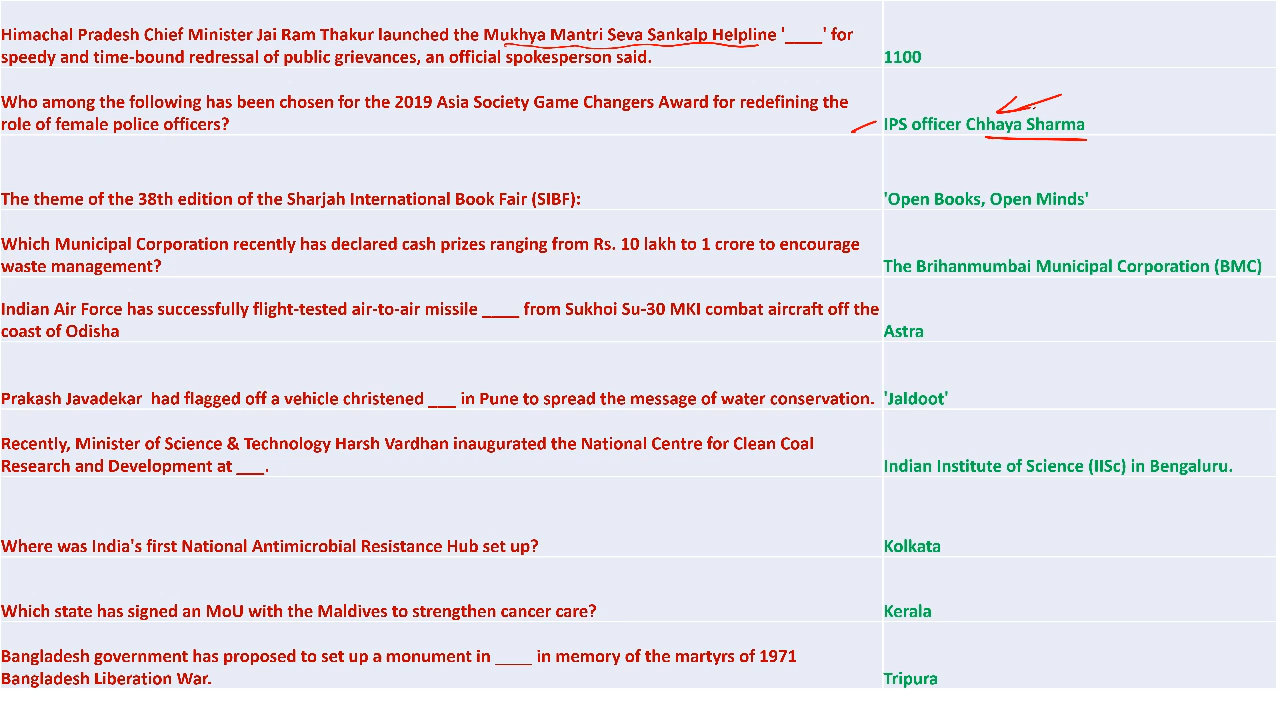 Himachal Pradesh Chief Minister Jai Ram Thakur launched the Mukhya Mantri Seva Sankalp Helpline '____' for
speedy and time-bound redressal of public grievances, an official spokesperson said.
1100
Who among the following has been chosen for the 2019 Asia Society Game Changers Award for redefining the
role of female police officers?
IPS officer Chhaya Sharma
The theme of the 38th edition of the Sharjah International Book Fair (SIBF):
'Open Books, Open Minds'
Which Municipal Corporation recently has declared cash prizes ranging from Rs. 10 lakh to 1 crore to encourage
waste management?
The Brihanmumbai Municipal Corporation (BMC)
Indian Air Force has successfully flight-tested air-to-air missile ____ from Sukhoi Su-30 MKI combat aircraft off the
coast of Odisha
Astra
Prakash Javadekar had flagged off a vehicle christened ___ in Pune to spread the message of water conservation.
'Jaldoot'
Recently, Minister of Science & Technology Harsh Vardhan inaugurated the National Centre for Clean Coal
Research and Development at ___.
Indian Institute of Science (IISc) in Bengaluru.
Where was India's first National Antimicrobial Resistance Hub set up?
Kolkata
Which state has signed an MoU with the Maldives to strengthen cancer care?
Kerala
Bangladesh government has proposed to set up a monument in ____ in memory of the martyrs of 1971
Bangladesh Liberation War.
Tripura